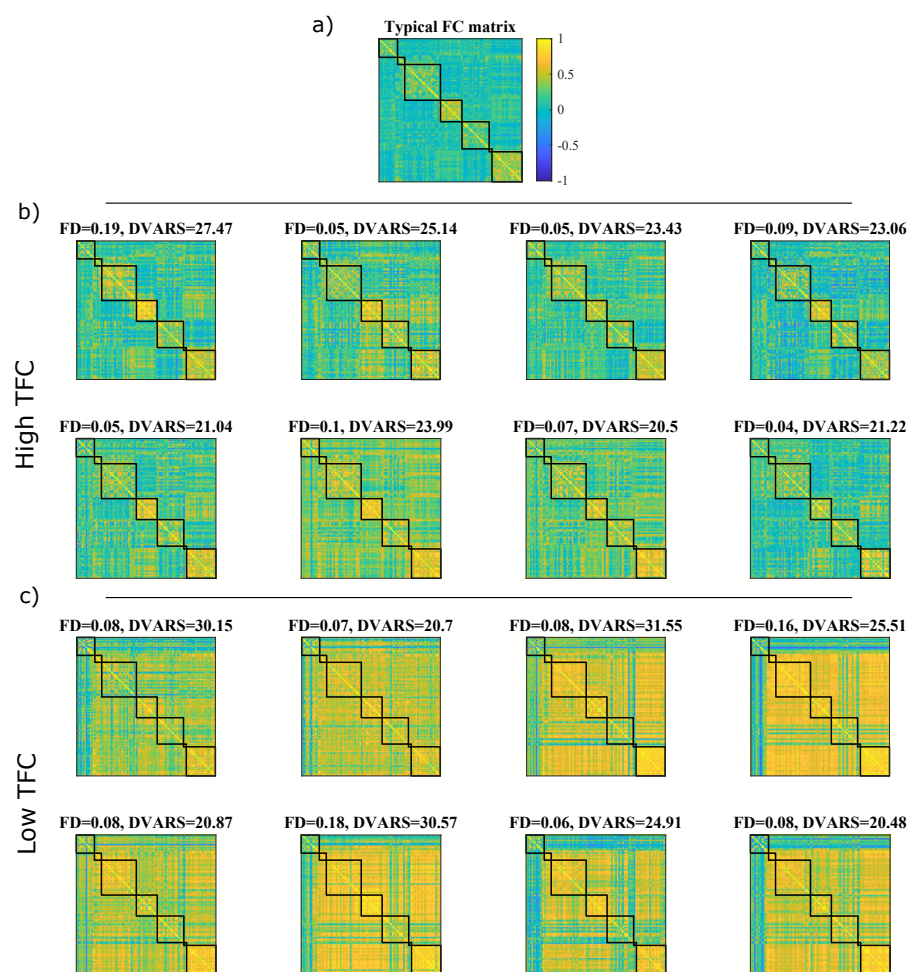 a)
Typical FC matrix
1
0.5
0
-0.5
-1
b)
High TFC
FD=0.19, DVARS=27.47 FD=0.05, DVARS=25.14 FD=0.05, DVARS=23.43 FD=0.09, DVARS=23.06
FD=0.05, DVARS=21.04 FD=0.1, DVARS=23.99 FD=0.07, DVARS=20.5 FD=0.04, DVARS=21.22
c)
Low TFC
FD=0.08, DVARS=30.15 FD=0.07, DVARS=20.7 FD=0.08, DVARS=31.55 FD=0.16, DVARS=25.51
FD=0.08, DVARS=20.87 FD=0.18, DVARS=30.57 FD=0.06, DVARS=24.91 FD=0.08, DVARS=20.48